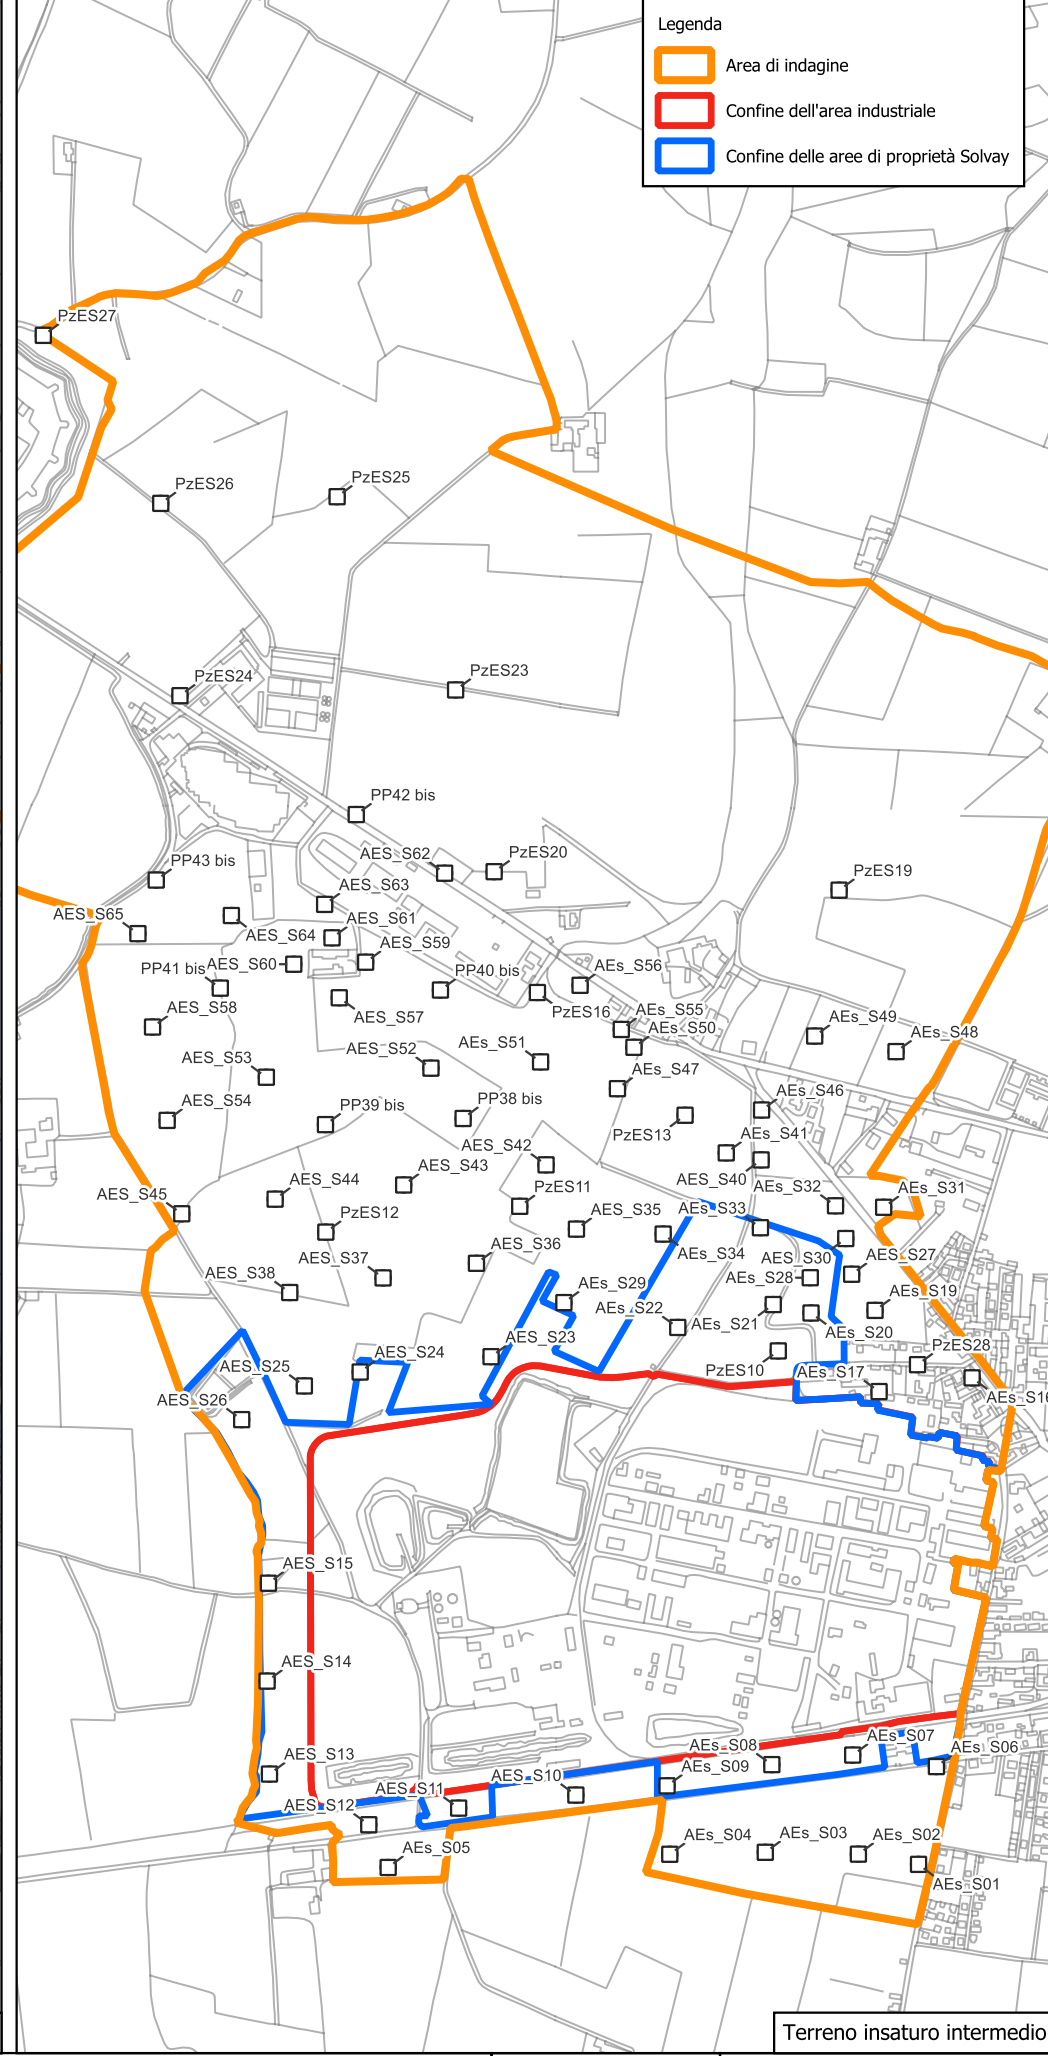 Legenda
Area di indagine
Confine dell'area industriale
Confine delle aree di proprietà Solvay
PzES27
PzES26
PzES25
PzES24
PzES23
PP42 bis
AES_S62
PzES20
PP43 bis
AES_S63
PzES19
AES_S65
AES_S61
AES_S64
AES_S59
PP41 bis
AES_S60
PP40 bis
AEs_S56
AES_S58
AES_S57
PzES16
AEs_S55
AEs_S49
AEs_S50
AEs_S48
AES_S52
AEs_S51
AES_S53
AEs_S47
AEs_S46
AES_S54
PP39 bis
PP38 bis
PzES13
AEs_S41
AES_S42
AES_S44
AES_S43
AES_S40
AEs_S32
AEs_S31
AES_S45
PzES11
PzES12
AES_S35
AEs_S33
AES_S36
AEs_S34
AES_S37
AEs_S30
AEs_S27
AES_S38
AEs_S29
AEs_S28
AEs_S19
AEs_S22
AEs_S21
AEs_S20
AES_S23
AES_S24
PzES28
AES_S25
PzES10
AEs_S17
AES_S26
AEs_S16
AES_S15
AES_S14
AEs_S07
AEs_S08
AEs_S06
AES_S13
AEs_S09
AES_S10
AES_S11
AES_S12
AEs_S04
AEs_S03
AEs_S02
AEs_S05
AEs_S01
Terreno insaturo intermedio